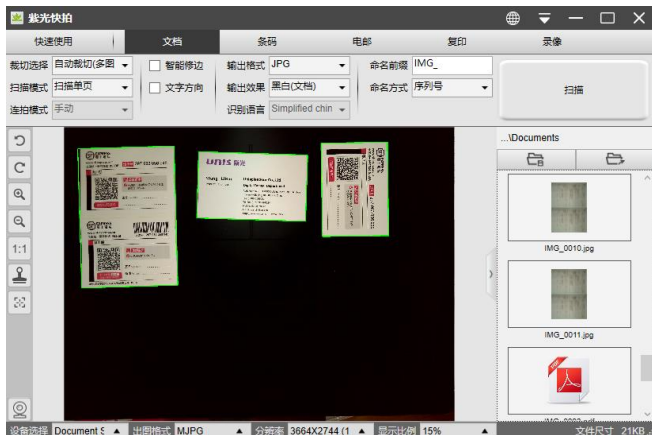 紫光快拍
快速使用 文档 条码 电邮 复印 录像
裁切选择 自动裁切(多图 智能修边 输出格式 JPG 命名前缀 IMG_
扫描模式 扫描单页 文字方向 输出效果 黑白(文档) 命名方式 序列号
连拍模式 手动 识别语言 Simplified chin
扫描
...\Documents
1:1
UNIS 紫光
IMG_0010.jpg
IMG_0011.jpg
设备选择 Document S 出图格式 MJPG 分辨率 3664X2744 (1 显示比例 15% 文件尺寸 21KB